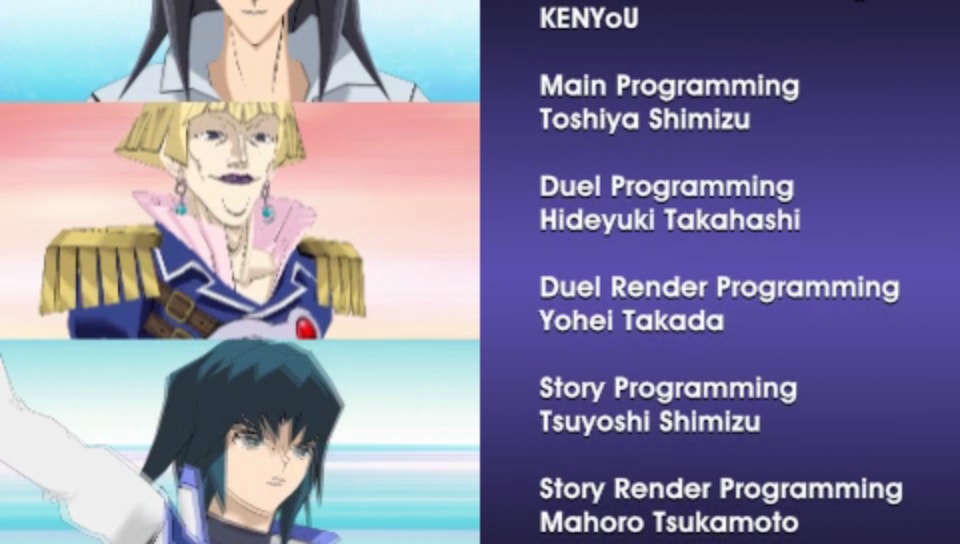 KENYoU
Main Programming
Toshiya Shimizu
Duel Programming
Hideyuki Takahashi
Duel Render Programming
Yohei Takada
Story Programming
Tsuyoshi Shimizu
Story Render Programming
Mahoro Tsukamoto